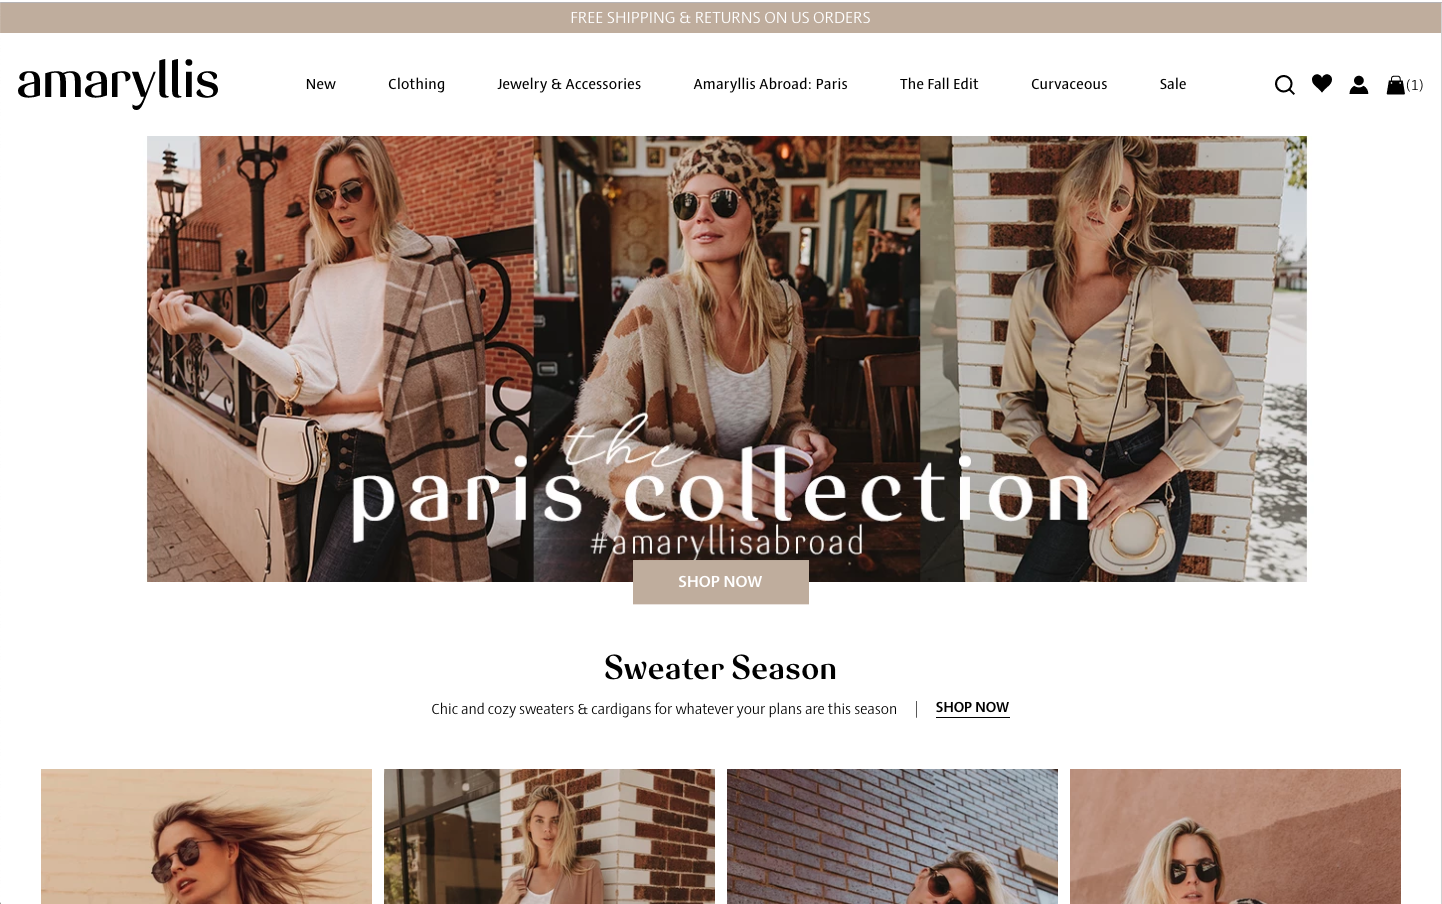 FREE SHIPPING & RETURNS ON US ORDERS
amaryllis
New
Clothing
Jewelry & Accessories
Amaryllis Abroad: Paris
The Fall Edit
Curvaceous
Sale
(1)
the
paris collection
#amaryllisabroad
SHOP NOW
Sweater Season
Chic and cozy sweaters & cardigans for whatever your plans are this season | SHOP NOW